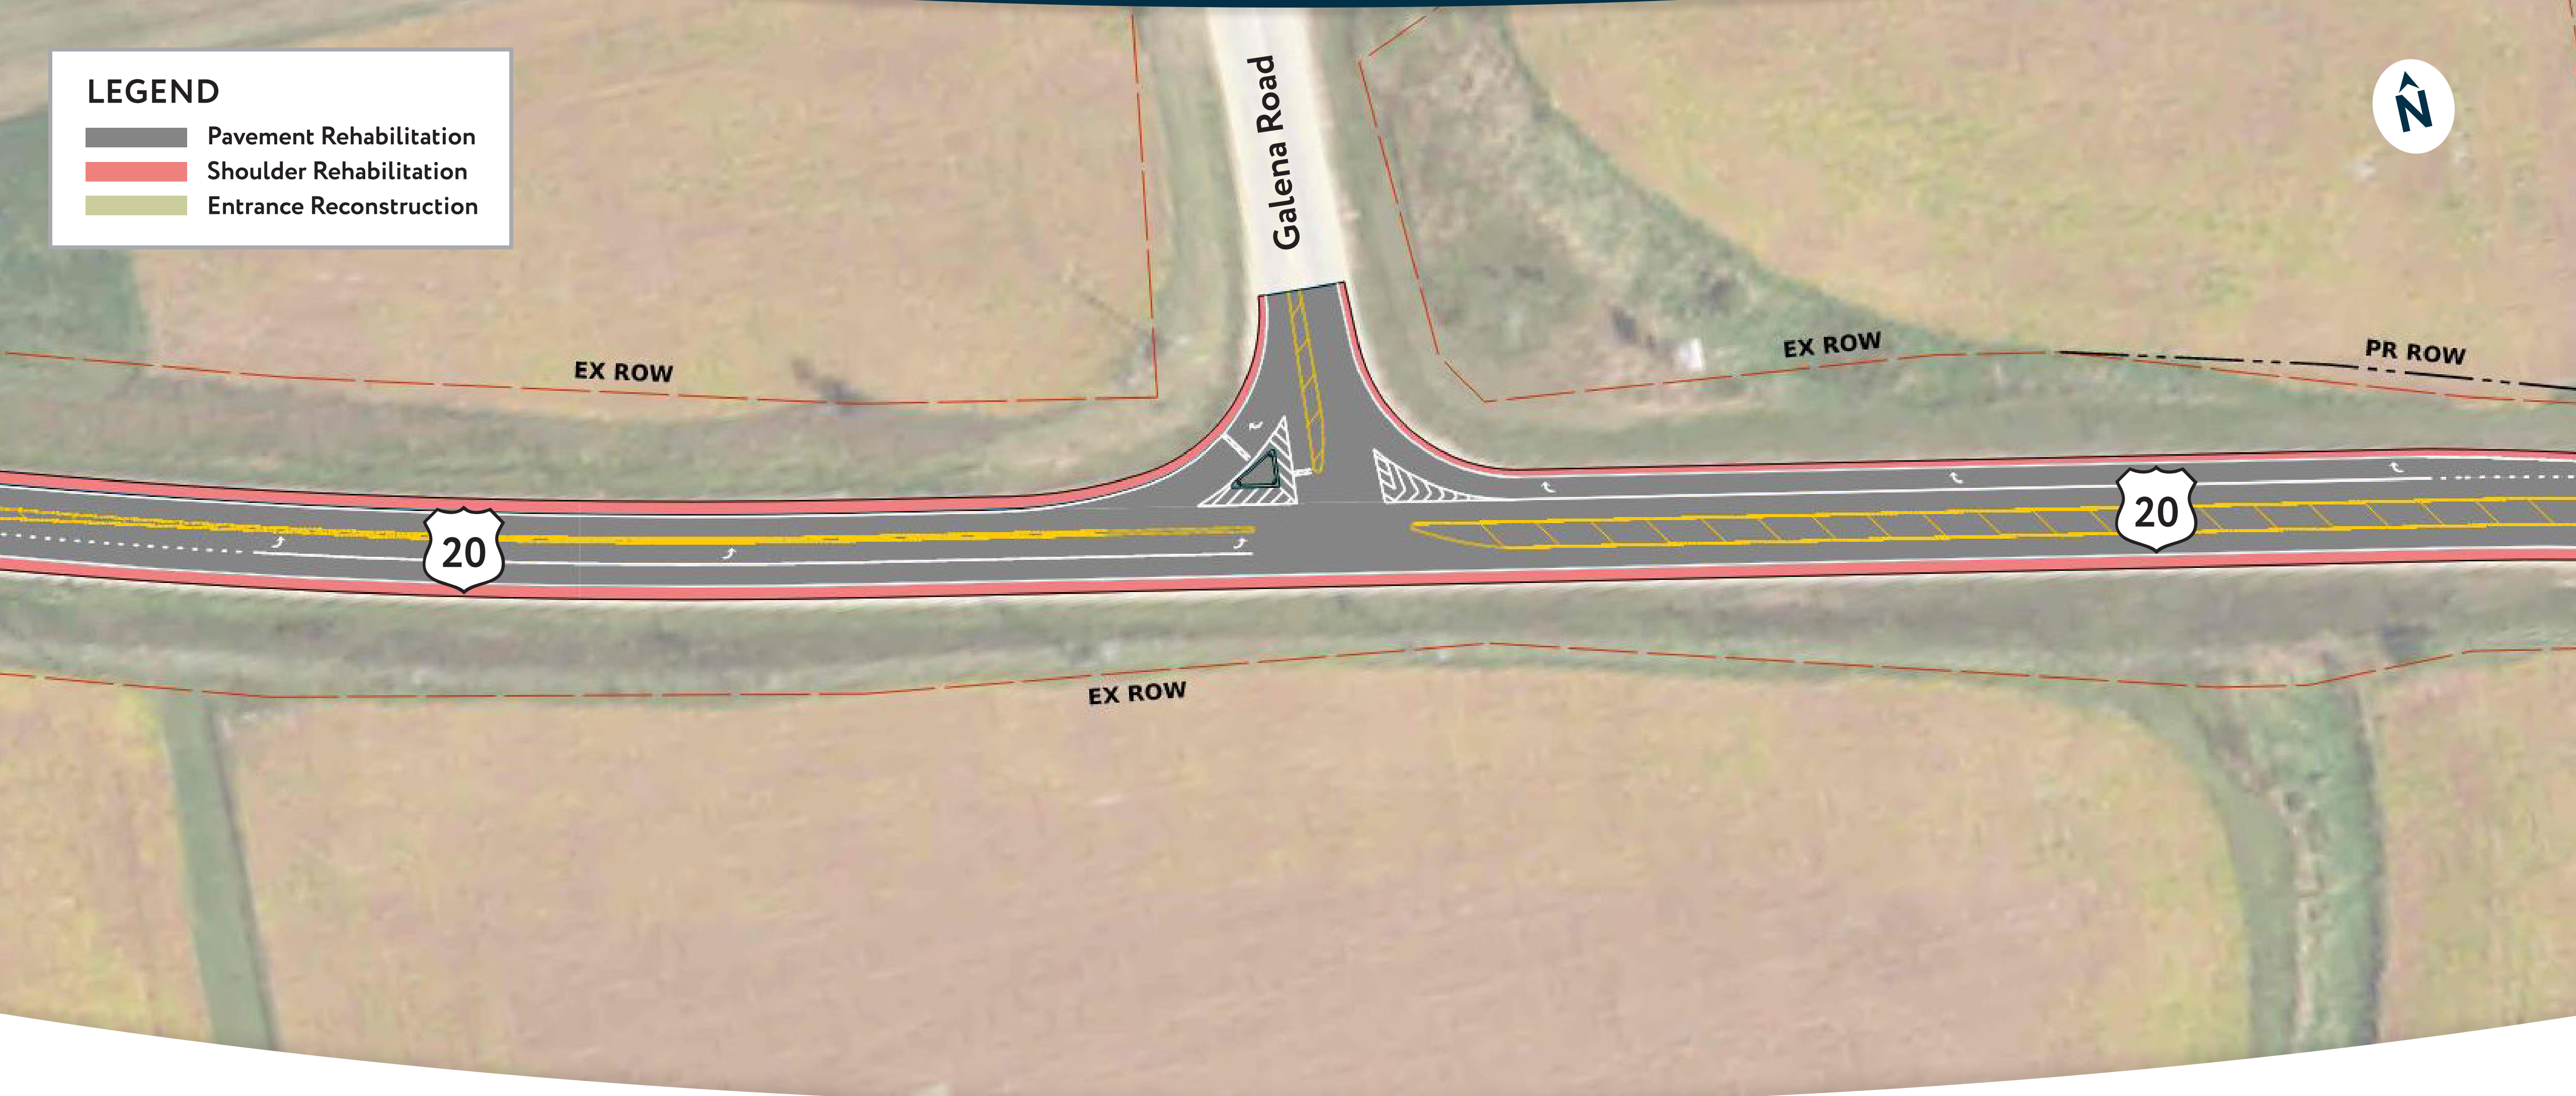 LEGEND
Pavement Rehabilitation
Shoulder Rehabilitation
Entrance Reconstruction
Galena Road
N
EX ROW
EX ROW
PR ROW
20
20
EX ROW